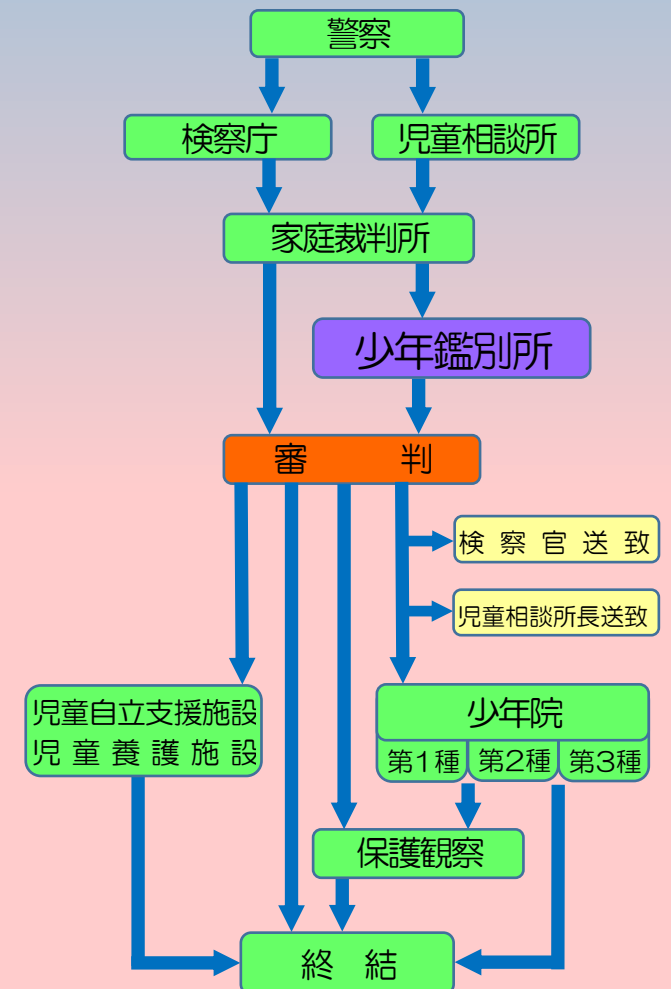 警察
検察庁
児童相談所
家庭裁判所
少年鑑別所
審 判
検 察 官 送 致
児童相談所長送致
児童自立支援施設
児 童 養 護 施 設
少年院
第1種
第2種
第3種
保護観察
終 結